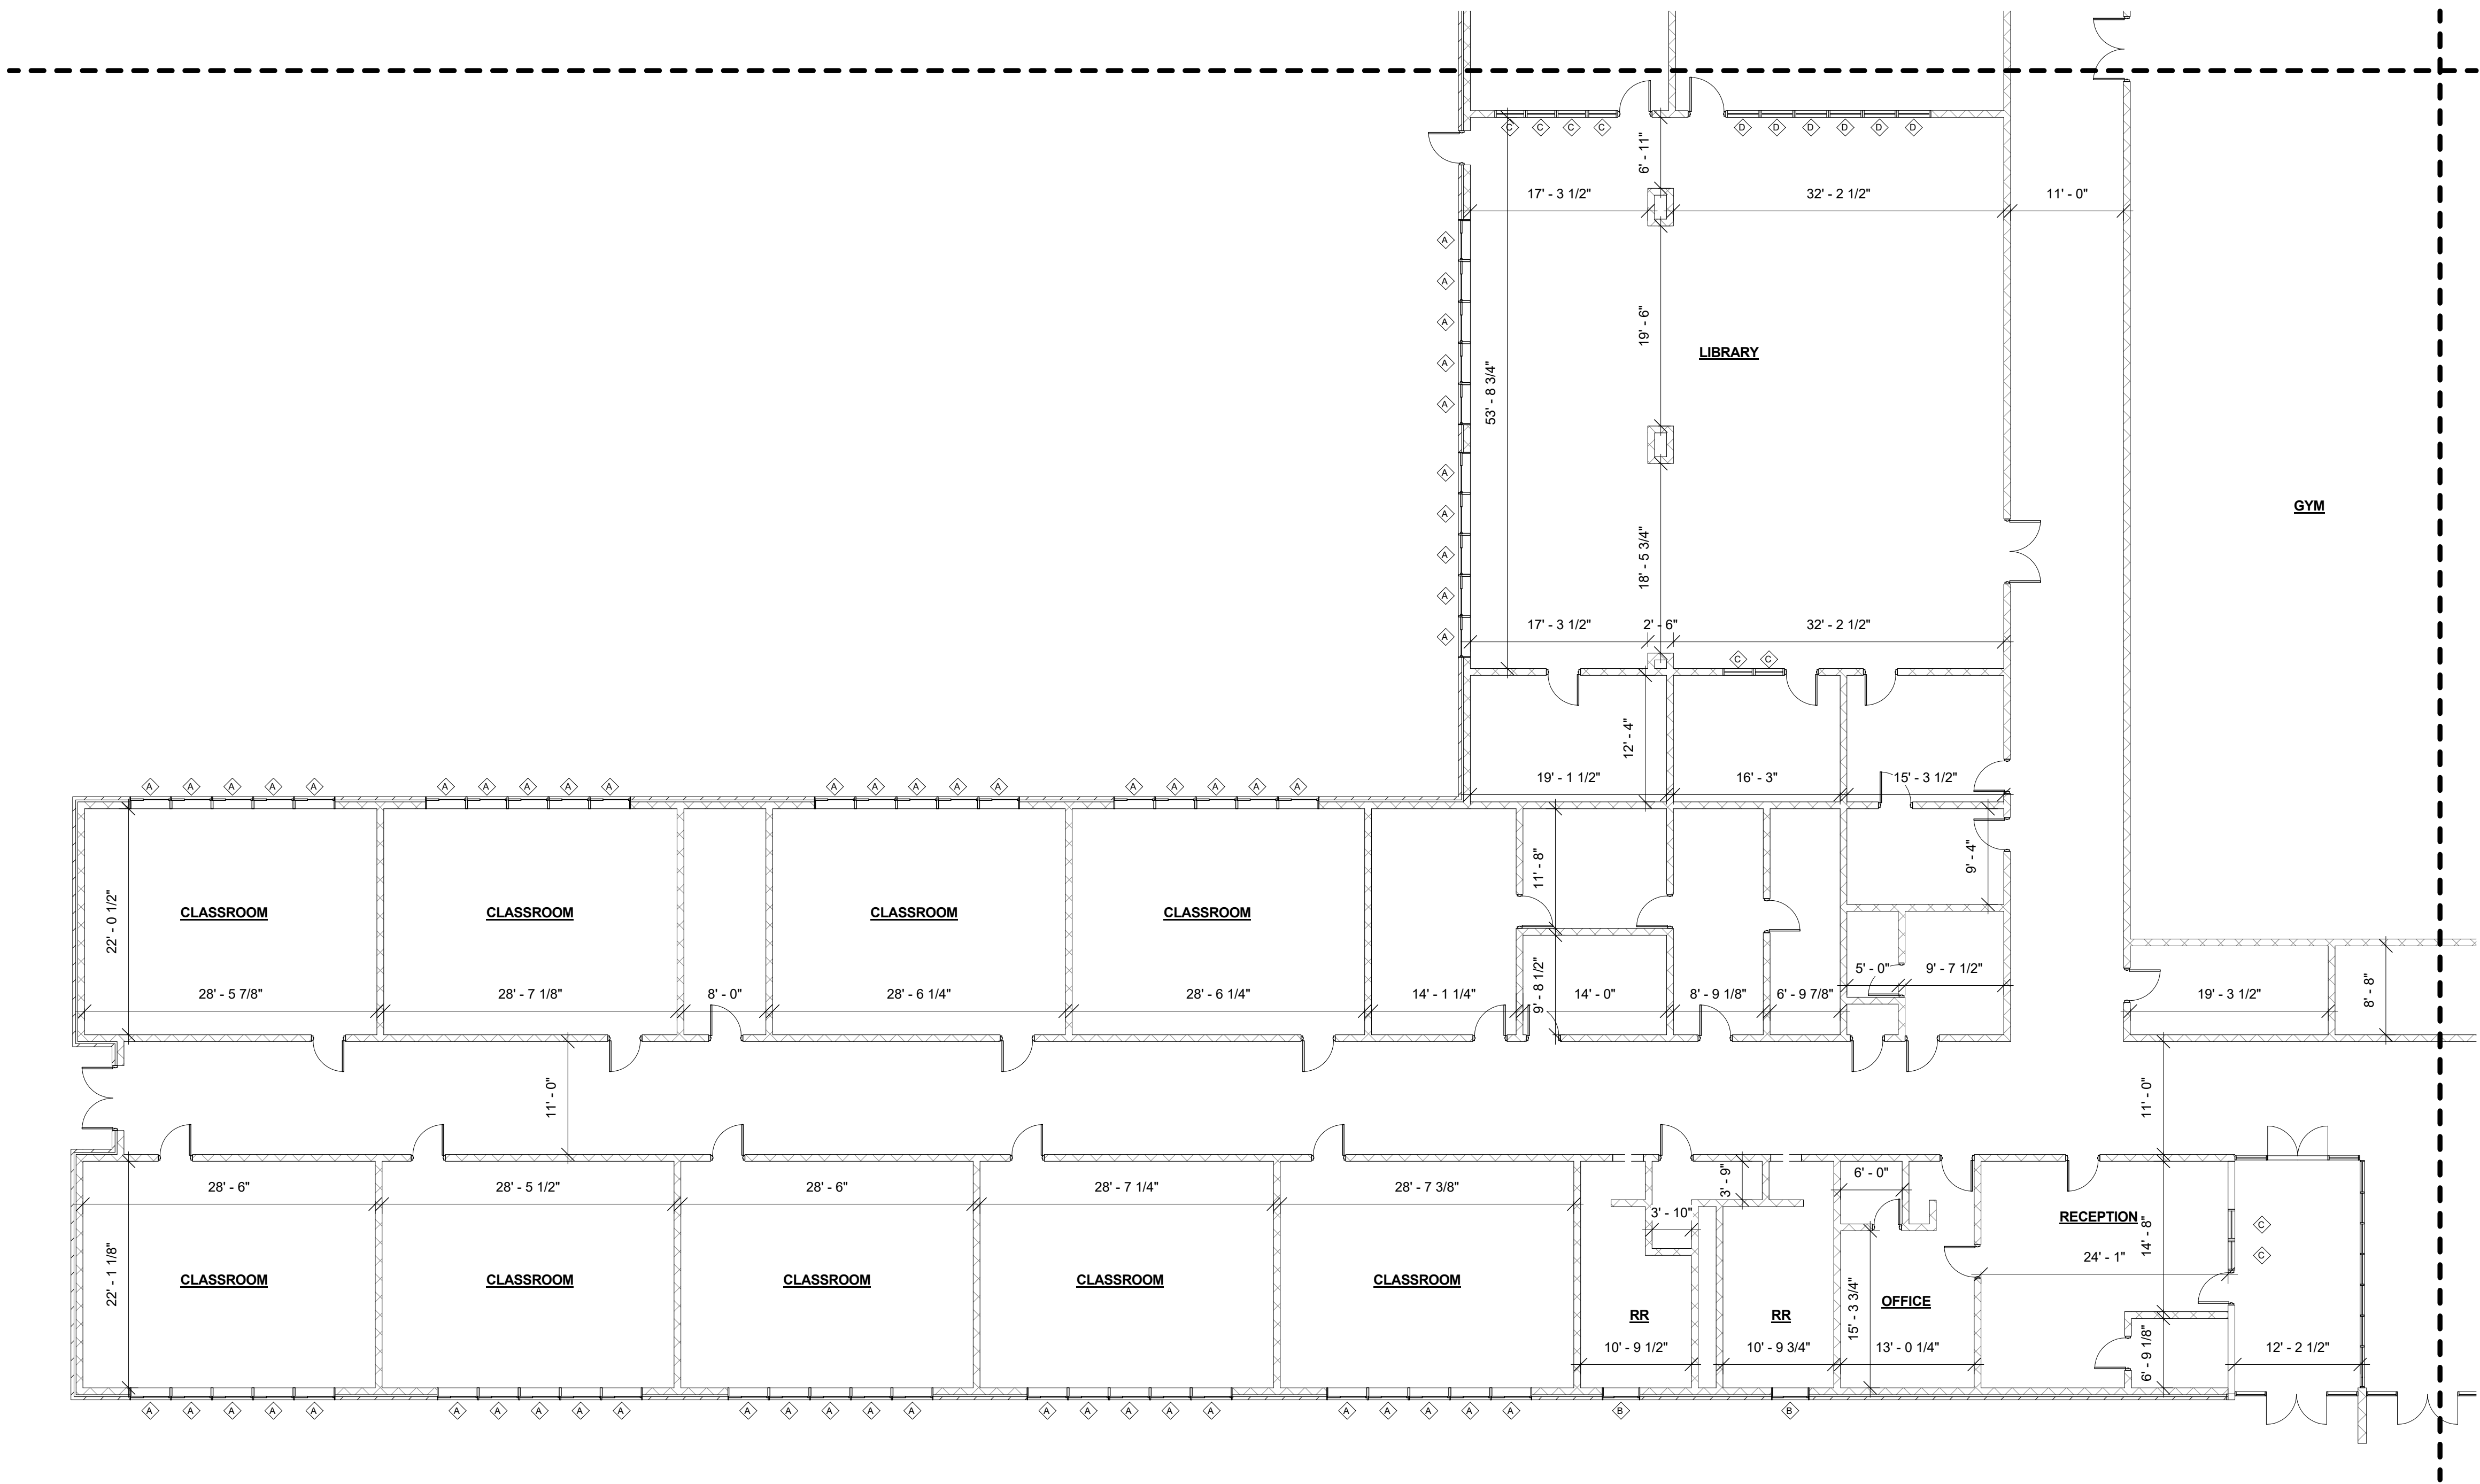 C C C C D D D D D D
6' - 11"
17' - 3 1/2" 32' - 2 1/2" 11' - 0"
A
A
A
A
A
19' - 6"
LIBRARY
53' - 8 3/4"
A
A
A
A
A
GYM
18' - 5 3/4"
17' - 3 1/2" 2' - 6" 32' - 2 1/2"
C C
12' - 4"
19' - 1 1/2" 16' - 3" 15' - 3 1/2"
A A A A A A A A A A A A A A A A A A A A
11' - 8"
9' - 4"
22' - 0 1/2"
CLASSROOM CLASSROOM CLASSROOM CLASSROOM
9' - 8 1/2"
5' - 0" 9' - 7 1/2"
28' - 5 7/8" 28' - 7 1/8" 8' - 0" 28' - 6 1/4" 28' - 6 1/4" 14' - 1 1/4" 14' - 0" 8' - 9 1/8" 6' - 9 7/8" 19' - 3 1/2"
8' - 8"
11' - 0" 11' - 0"
28' - 6" 28' - 5 1/2" 28' - 6" 28' - 7 1/4" 28' - 7 3/8"
3' - 9"
6' - 0"
3' - 10"
RECEPTION
14' - 8"
C
C
24' - 1"
22' - 1 1/8"
CLASSROOM CLASSROOM CLASSROOM CLASSROOM CLASSROOM
RR RR OFFICE
15' - 3 3/4"
10' - 9 1/2" 10' - 9 3/4" 13' - 0 1/4" 12' - 2 1/2"
6' - 9 1/8"
A A A A A A A A A A A A A A A A A A A A A A A A A B B